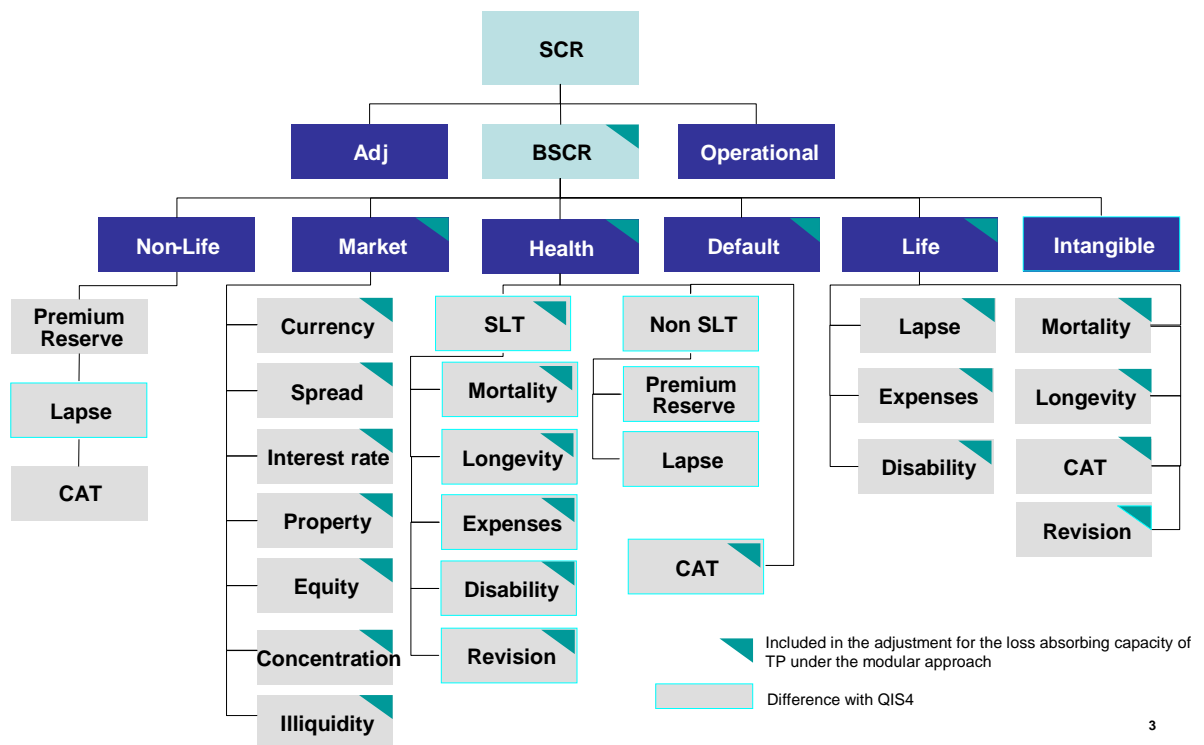 SCR
Adj
BSCR
Operational
Non-Life
Market
Health
Default
Life
Intangible
Premium
Reserve
Lapse
CAT
Currency
Spread
Interest rate
Property
Equity
Concentration
Illiquidity
SLT
Mortality
Longevity
Expenses
Disability
Revision
Non SLT
Premium
Reserve
Lapse
CAT
Lapse
Expenses
Disability
Mortality
Longevity
CAT
Revision
Included in the adjustment for the loss absorbing capacity of
TP under the modular approach
Difference with QIS4
3